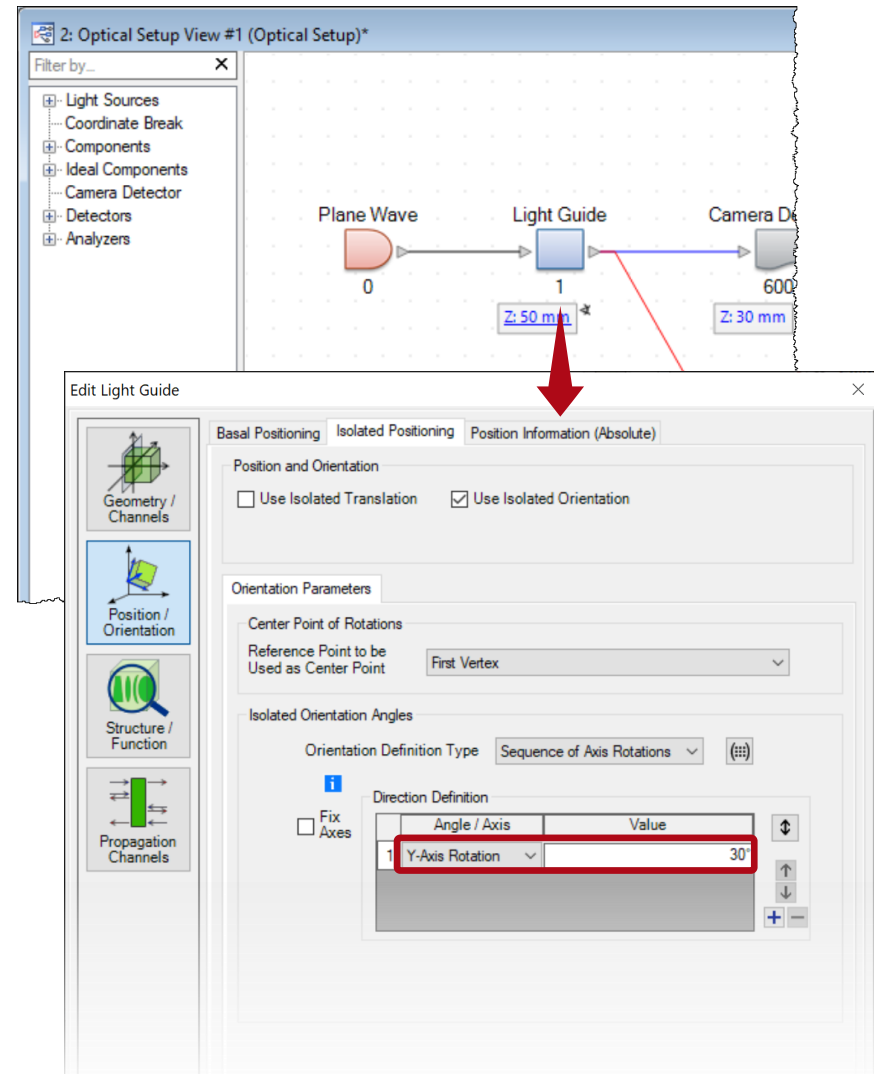 2: Optical Setup View #1 (Optical Setup)*
Filter by...
Light Sources
Coordinate Break
Components
Ideal Components
Camera Detector
Detectors
Analyzers
Plane Wave
0
Light Guide
1
Z: 50 mm
Camera De
600
Z: 30 mm
Edit Light Guide
Geometry /
Channels
Position /
Orientation
Structure /
Function
Propagation
Channels
Basal Positioning
Isolated Positioning
Position Information (Absolute)
Position and Orientation
Use Isolated Translation
Use Isolated Orientation
Orientation Parameters
Center Point of Rotations
Reference Point to be
Used as Center Point
First Vertex
Isolated Orientation Angles
Orientation Definition Type
Sequence of Axis Rotations
i
Fix
Axes
Direction Definition
Angle / Axis
Value
1
Y-Axis Rotation
30°